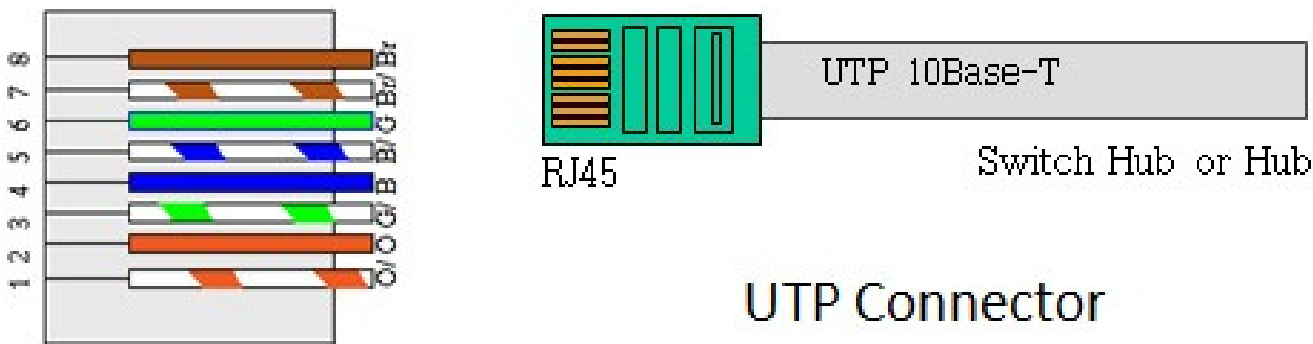 8 Br
7 Br/
6 G
5 B/
4 B
3 G/
2 O
1 O/
UTP 10Base-T
RJ45
Switch Hub or Hub
UTP Connector